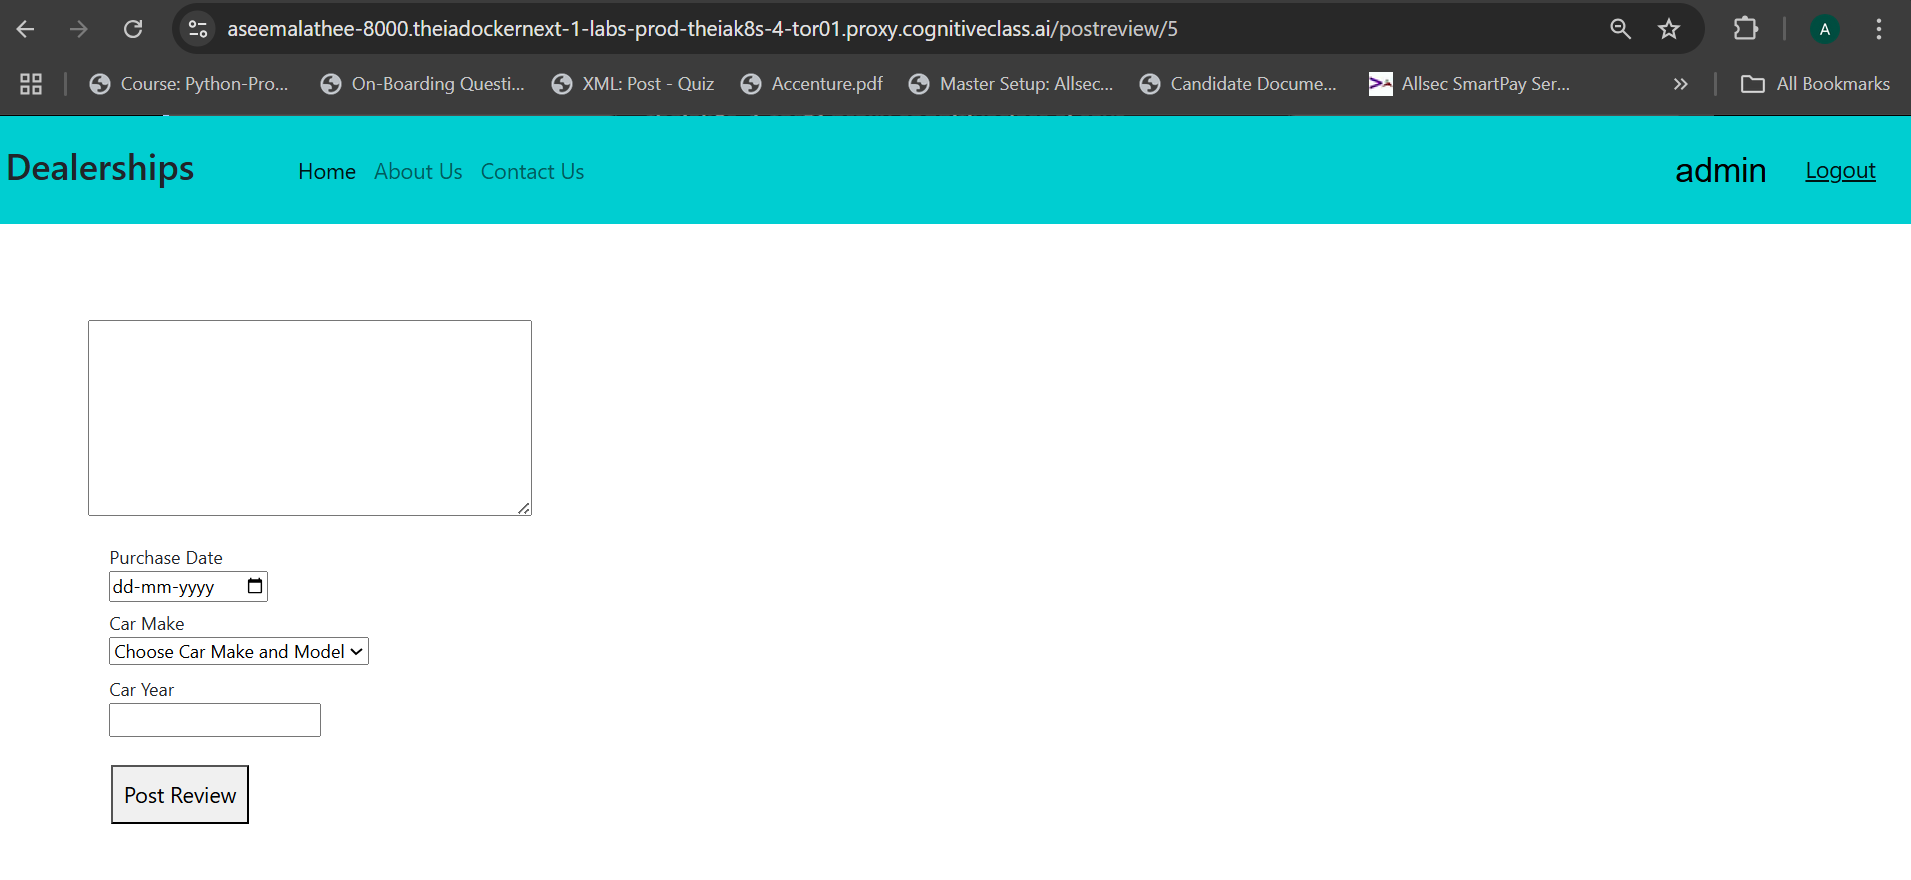 aseemalathee-8000.theiadockernext-1-labs-prod-theiak8s-4-tor01.proxy.cognitiveclass.ai/postreview/5
A
Course: Python-Pro...
On-Boarding Questi...
XML: Post - Quiz
Accenture.pdf
Master Setup: Allsec...
Candidate Docume...
Allsec SmartPay Ser...
All Bookmarks
Dealerships
Home
About Us
Contact Us
admin
Logout
Purchase Date
dd-mm-yyyy
Car Make
Choose Car Make and Model
Car Year
Post Review